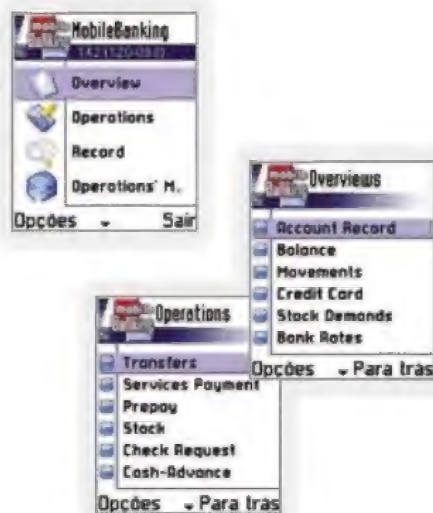 MobileBanking
Overview
Operations
Record
Operations' M.
Opções Sair
Overviews
Account Record
Balance
Movements
Credit Card
Stock Demands
Bank Rates
Opções Para trás
Operations
Transfers
Services Payment
Prepay
Stock
Check Request
Cash-Advance
Opções Para trás